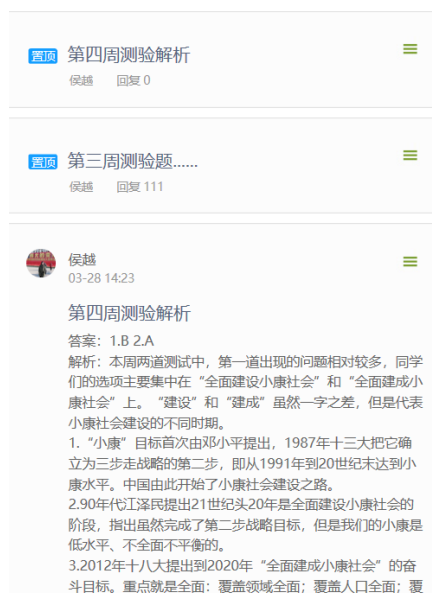 置顶 第四周测验解析
侯越 回复 0
置顶 第三周测验题......
侯越 回复 111
侯越
03-28 14:23
第四周测验解析
答案：1.B 2.A
解析：本周两道测试中，第一道出现的问题相对较多，同学
们的选项主要集中在“全面建设小康社会”和“全面建成小
康社会”上。“建设”和“建成”虽然一字之差，但是代表
小康社会建设的不同时期。
1. “小康”目标首次由邓小平提出，1987年十三大把它确
立为三步走战略的第二步，即从1991年到20世纪末达到小
康水平。中国由此开始了小康社会建设之路。
2.90年代江泽民提出21世纪头20年是全面建设小康社会的
阶段，指出虽然完成了第二步战略目标，但是我们的小康是
低水平、不全面不平衡的。
3.2012年十八大提出到2020年“全面建成小康社会”的奋
斗目标。重点就是全面：覆盖领域全面；覆盖人口全面；覆